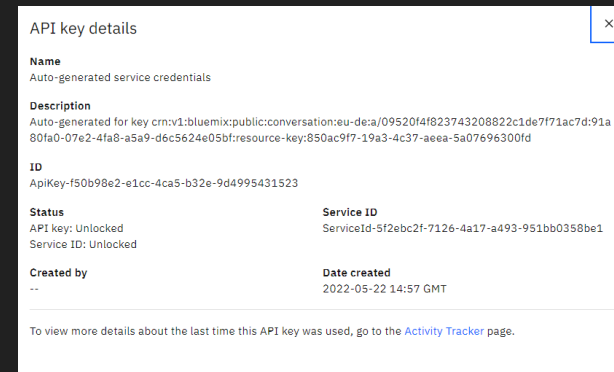 API key details
Name
Auto-generated service credentials
Description
Auto-generated for key crn:v1:bluemix:public:conversation:eu-de:a/09520f4f823743208822c1de7f71ac7d:91a
80fa0-07e2-4fa8-a5a9-d6c5624e05bf:resource-key:850ac9f7-19a3-4c37-aeea-5a07696300fd
ID
ApiKey-f50b98e2-e1cc-4ca5-b32e-9d4995431523
Status
API key: Unlocked
Service ID: Unlocked
Service ID
ServiceId-5f2ebc2f-7126-4a17-a493-951bb0358be1
Created by
--
Date created
2022-05-22 14:57 GMT
To view more details about the last time this API key was used, go to the Activity Tracker page.